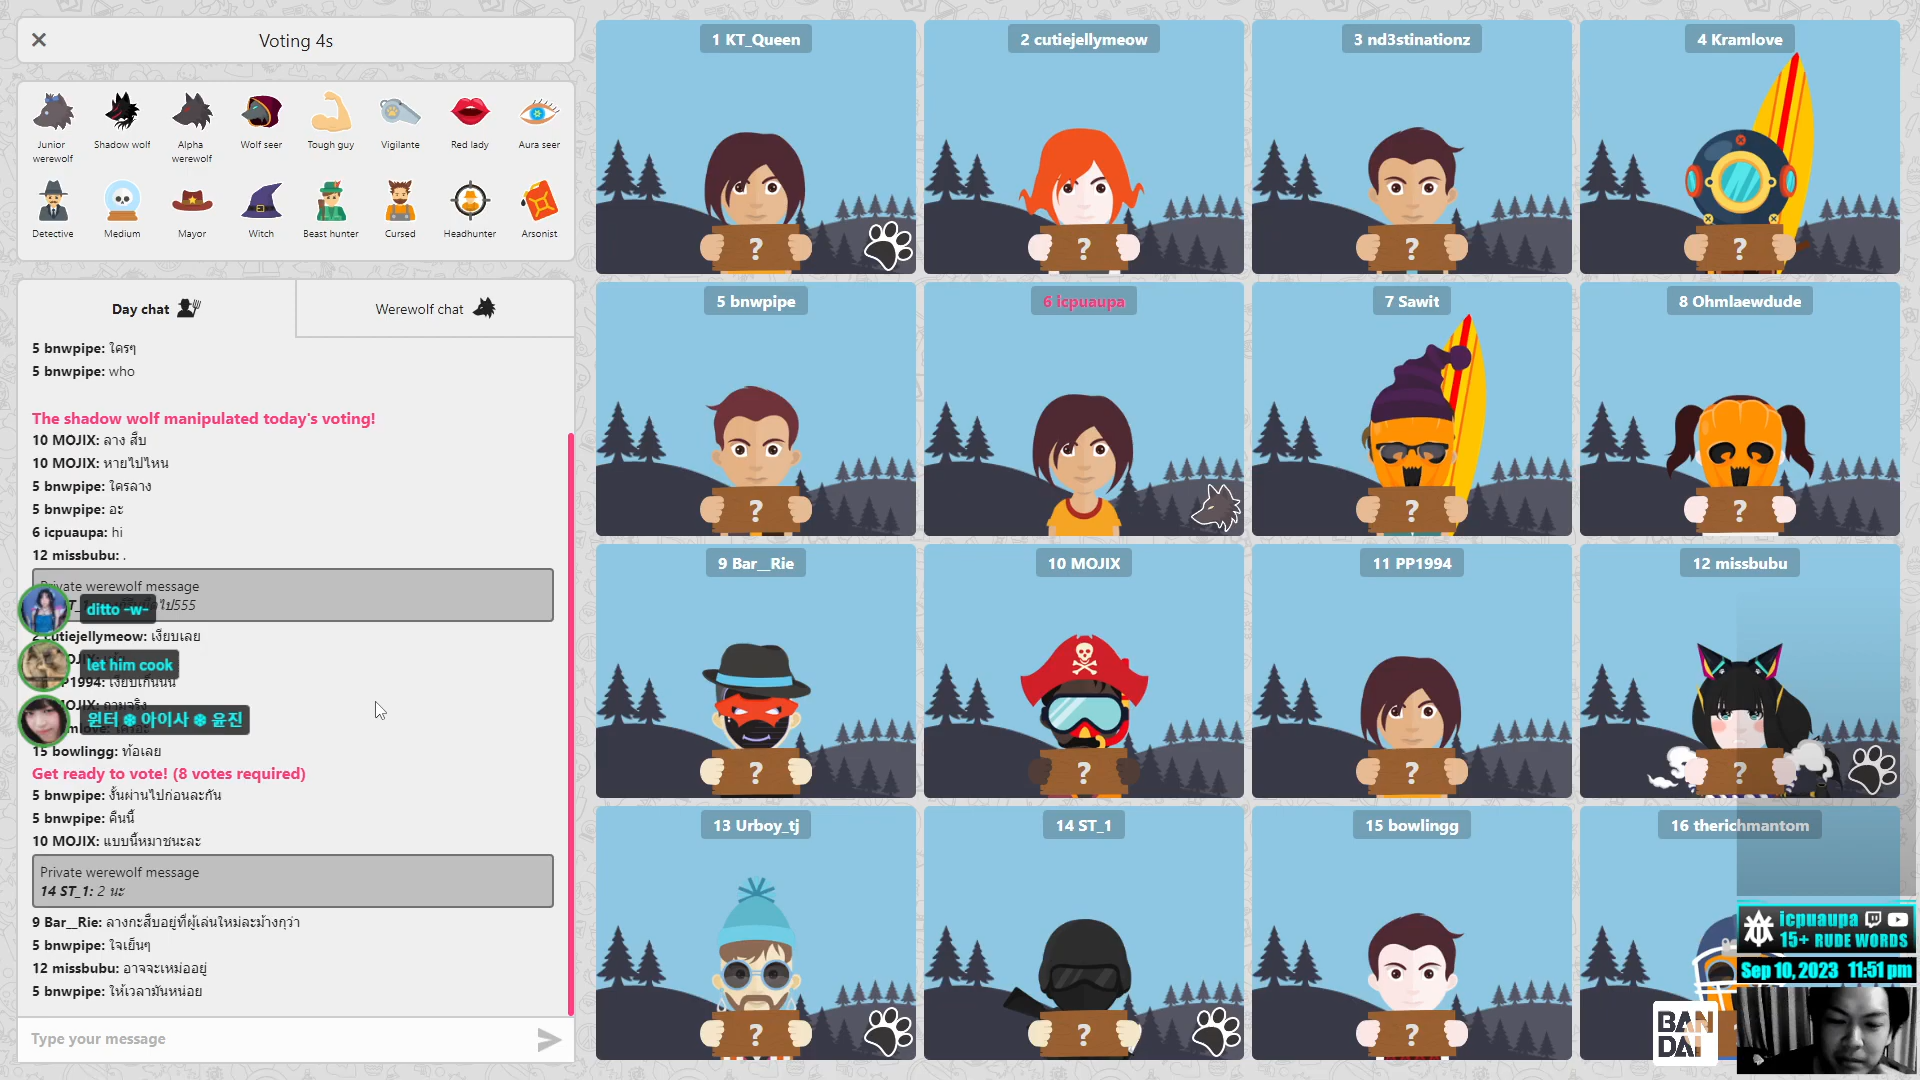 Voting 4s
Junior werewolf
Shadow wolf
Alpha werewolf
Wolf seer
Tough guy
Vigilante
Red lady
Aura seer
Detective
Medium
Mayor
Witch
Beast hunter
Cursed
Headhunter
Arsonist
Day chat
Werewolf chat
5 bnwpipe: ใครๆ
5 bnwpipe: who
The shadow wolf manipulated today's voting!
10 MOJIX: ลาง สืบ
10 MOJIX: หายไปไหน
5 bnwpipe: ใครลาง
5 bnwpipe: อะ
6 icpuaupa: hi
12 missbubu: .
Private werewolf message
ไป555
ditto -w-
2 cutiejellymeow: เงียบเลย
let him cook
PP1994: เงียบเกินนน
MOJIX: ถามจริง
윈터 ❄ 아이사 ❄ 윤진
15 bowlingg: ท้อเลย
Get ready to vote! (8 votes required)
5 bnwpipe: งั้นผ่านไปก่อนละกัน
5 bnwpipe: คืนนี้
10 MOJIX: แบบนี้หมาชนะละ
Private werewolf message
14 ST_1: 2 นะ
9 Bar__Rie: ลางกะสืบอยู่ที่ผู้เล่นใหม่ละม้างกุว่า
5 bnwpipe: ใจเย็นๆ
12 missbubu: อาจจะเหม่ออยู่
5 bnwpipe: ให้เวลามันหน่อย
Type your message
1 KT_Queen
2 cutiejellymeow
3 nd3stinationz
4 Kramlove
?
?
?
?
5 bnwpipe
6 icpuaupa
7 Sawit
8 Ohmlaewdude
?
?
?
9 Bar__Rie
10 MOJIX
11 PP1994
12 missbubu
?
?
?
?
13 Urboy_tj
14 ST_1
15 bowlingg
16 therichmantom
?
?
?
icpuaupa
15+ RUDE WORDS
Sep 10, 2023 11:51 pm
BAN
DAI